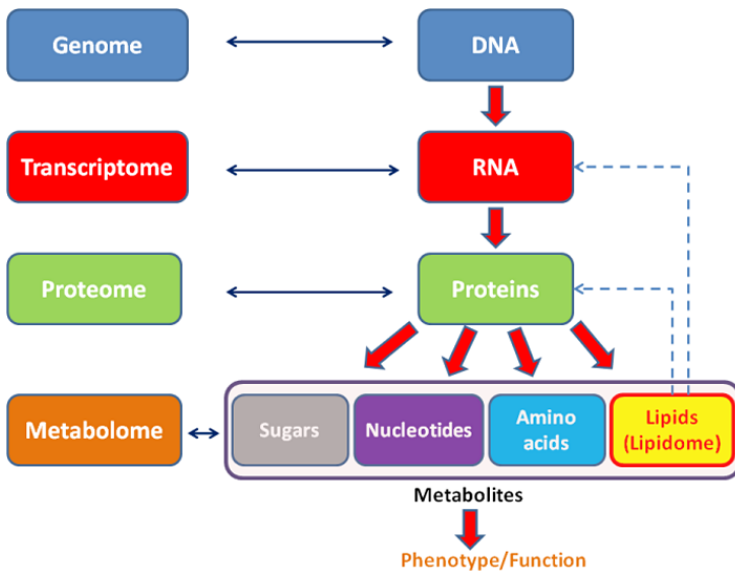 Genome
DNA
Transcriptome
RNA
Proteome
Proteins
Metabolome
Sugars
Nucleotides
Amino
acids
Lipids
(Lipidome)
Metabolites
Phenotype/Function